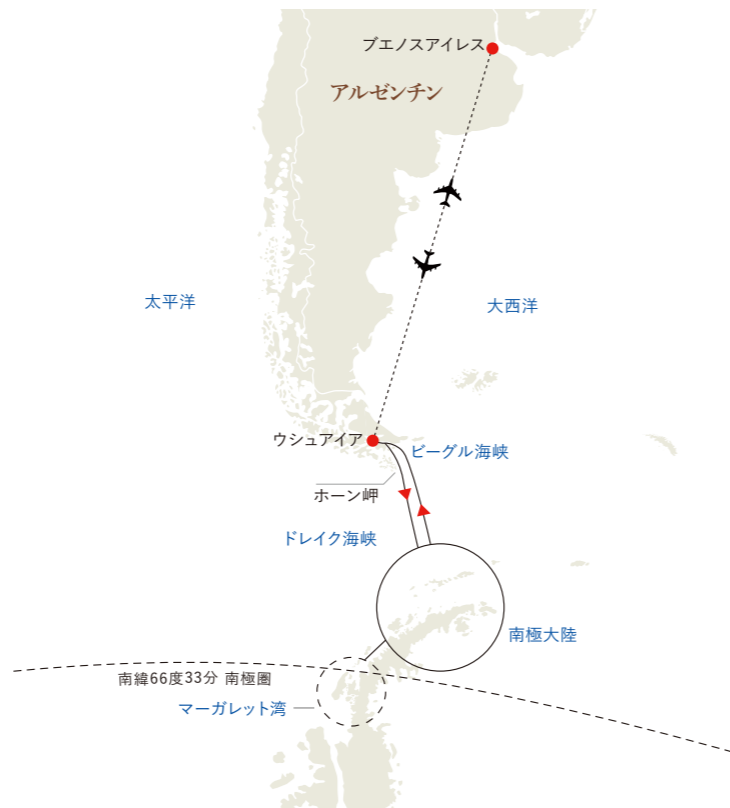 ブエノスアイレス
アルゼンチン
太平洋
大西洋
ウシュアイア
ビーグル海峡
ホーン岬
ドレイク海峡
南極大陸
南緯66度33分 南極圏
マーガレット湾